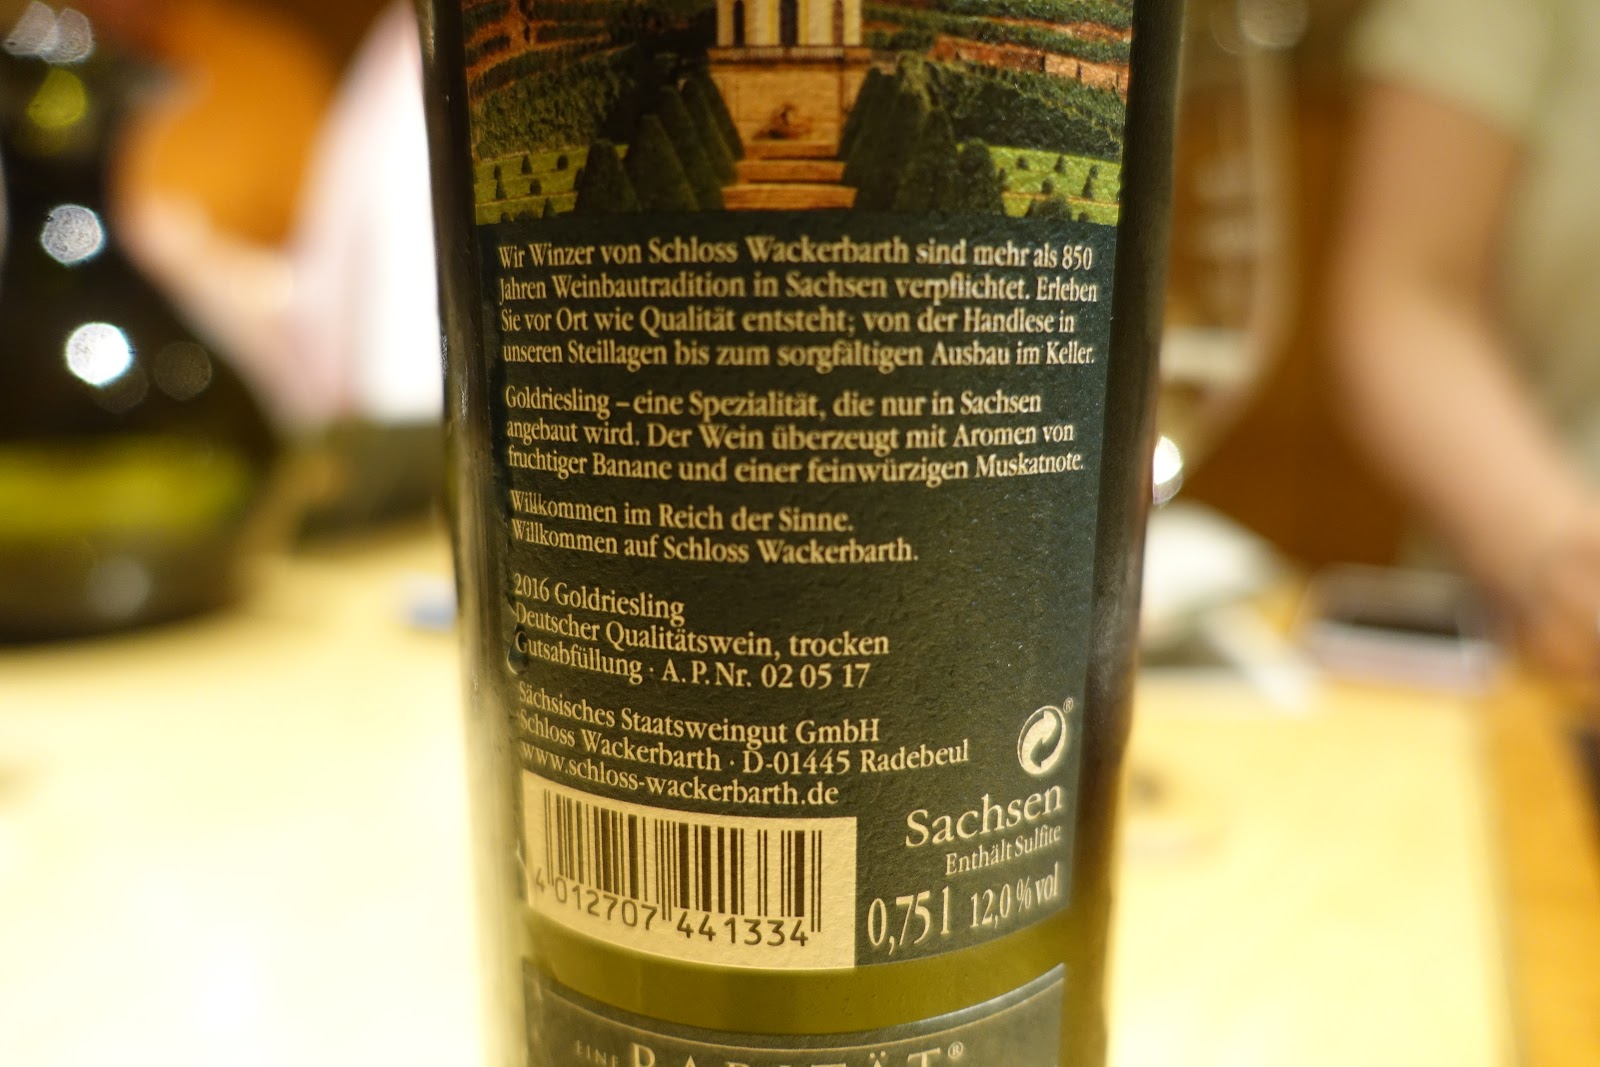 Wir Winzer von Schloss Wackerbarth sind mehr als 850
Jahren Weinbautradition in Sachsen verpflichtet. Erleben
Sie vor Ort wie Qualität entsteht; von der Handlese in
unseren Steillagen bis zum sorgfältigen Ausbau im Keller.
Goldriesling – eine Spezialität, die nur in Sachsen
angebaut wird. Der Wein überzeugt mit Aromen von
fruchtiger Banane und einer feinwürzigen Muskatnote.
Willkommen im Reich der Sinne.
Willkommen auf Schloss Wackerbarth.
2016 Goldriesling
Deutscher Qualitätswein, trocken
Gutsabfüllung · A.P.Nr. 02 05 17
Sächsisches Staatsweingut GmbH
Schloss Wackerbarth · D-01445 Radebeul
www.schloss-wackerbarth.de
®
Sachsen
Enthält Sulfite
0,75 l 12,0 % vol
4 012707 441334
EINE RARITÄT®